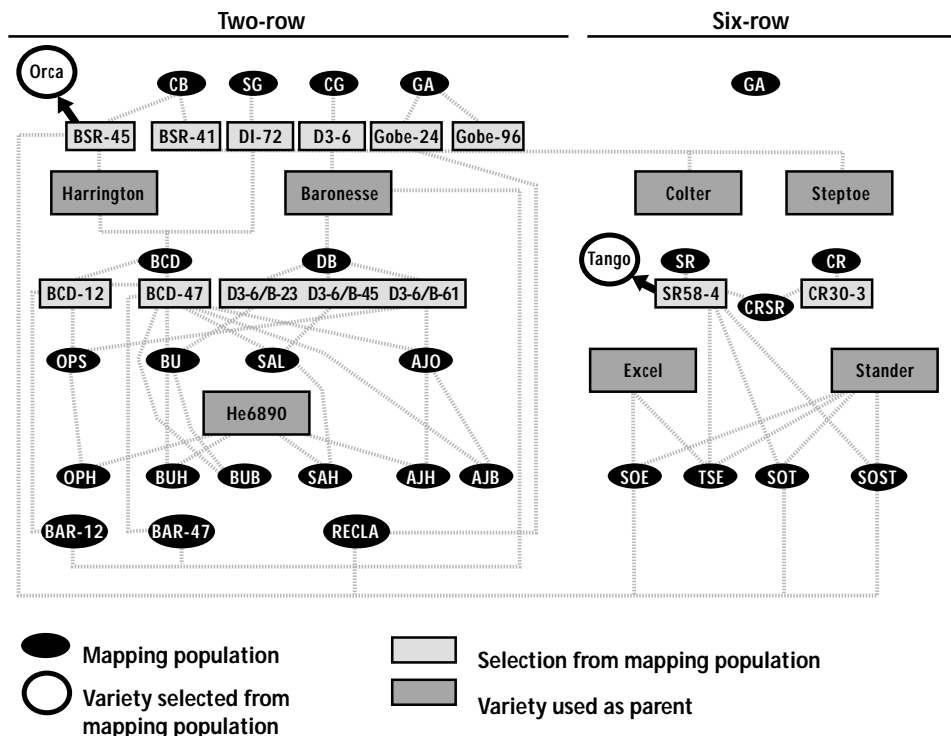 Two-row
Six-row
Orca
CB
SG
CG
GA
GA
BSR-45
BSR-41
DI-72
D3-6
Gobe-24
Gobe-96
Harrington
Baronesse
Colter
Steptoe
BCD
DB
Tango
SR
CR
BCD-12
BCD-47
D3-6/B-23 D3-6/B-45 D3-6/B-61
SR58-4
CRSR
CR30-3
OPS
BU
SAL
AJO
Excel
Stander
He6890
OPH
BUH
BUB
SAH
AJH
AJB
SOE
TSE
SOT
SOST
BAR-12
BAR-47
RECLA
Mapping population
Selection from mapping population
Variety selected from
mapping population
Variety used as parent